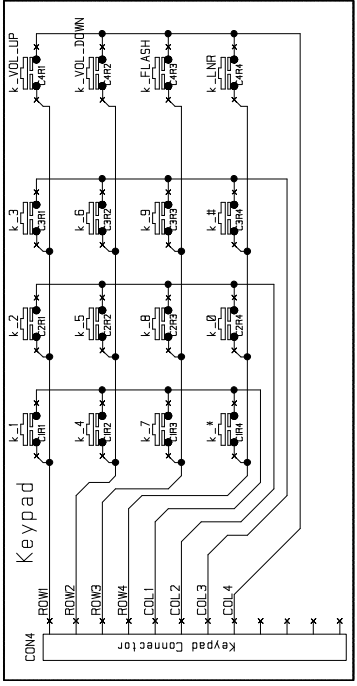 k_VOL_UP
C4R1
k_VOL_DOWN
C4R2
k_FLASH
C4R3
k_LNR
C4R4
k_3
C3R1
k_6
C3R2
k_9
C3R3
k_#
C3R4
k_2
C2R1
k_5
C2R2
k_8
C2R3
k_0
C2R4
k_1
C1R1
k_4
C1R2
k_7
C1R3
k_*
C1R4
Keypad
ROW1
ROW2
ROW3
ROW4
COL1
COL2
COL3
COL4
CON4
Keypad Connector